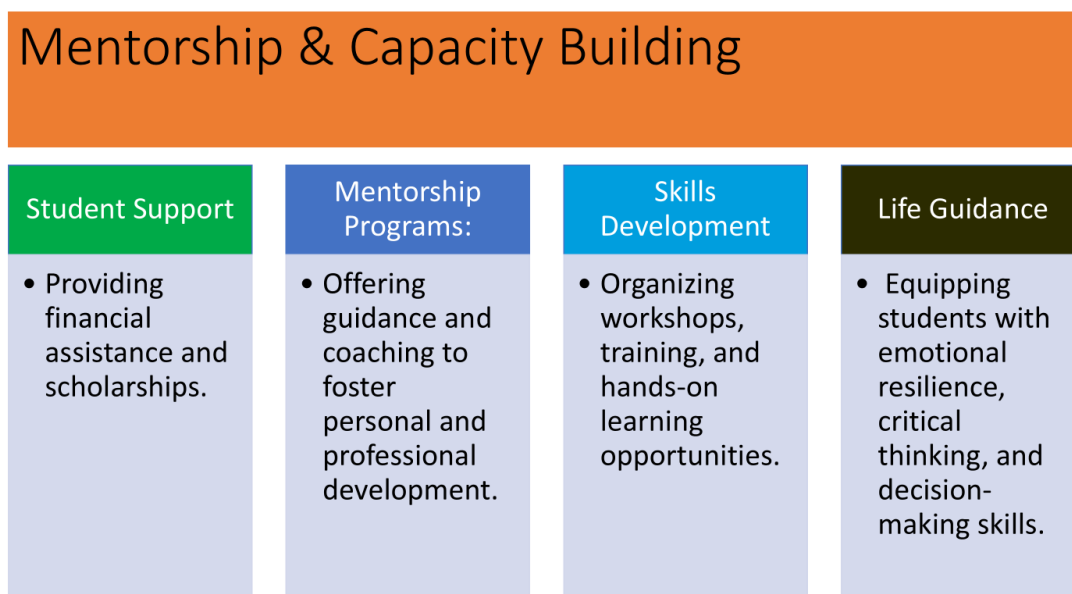 Mentorship & Capacity Building
Student Support
• Providing
financial
assistance and
scholarships.
Mentorship
Programs:
• Offering
guidance and
coaching to
foster
personal and
professional
development.
Skills
Development
• Organizing
workshops,
training, and
hands-on
learning
opportunities.
Life Guidance
• Equipping
students with
emotional
resilience,
critical
thinking, and
decision-
making skills.